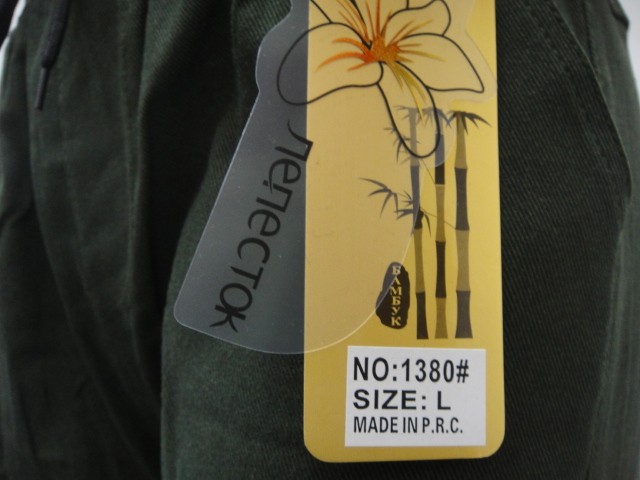 Лепесток
БАМБУК
NO:1380#
SIZE: L
MADE IN P.R.C.